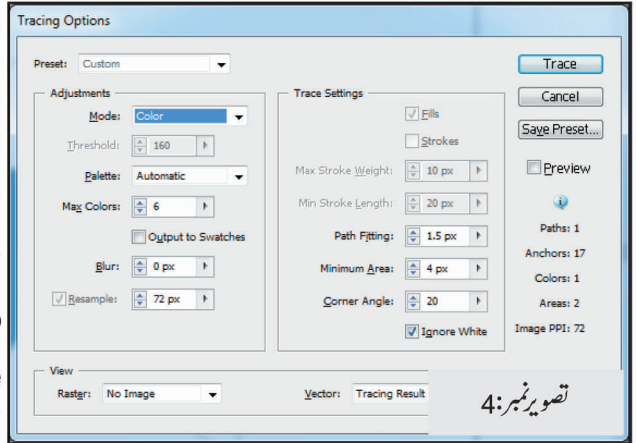 Tracing Options
Preset: Custom
Trace
Cancel
Save Preset...
Preview
Paths: 1
Anchors: 17
Colors: 1
Areas: 2
Image PPI: 72
Adjustments
Mode: Color
Threshold: 160
Palette: Automatic
Max Colors: 6
Output to Swatches
Blur: 0 px
Resample: 72 px
Trace Settings
Fills
Strokes
Max Stroke Weight: 10 px
Min Stroke Length: 20 px
Path Fitting: 1.5 px
Minimum Area: 4 px
Corner Angle: 20
Ignore White
View
Raster: No Image
Vector: Tracing Result
تصویر نمبر:4